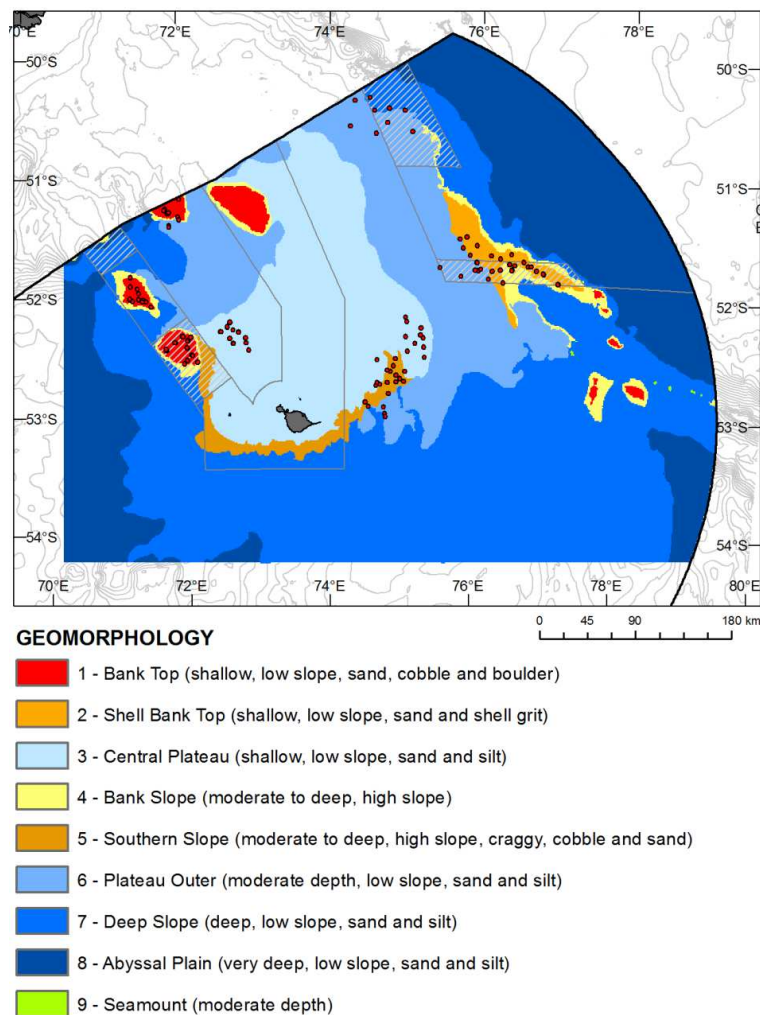 70°E 72°E 74°E 76°E 78°E 80°E
50°S 50°S
51°S 51°S
52°S 52°S
53°S 53°S
54°S 54°S
70°E 72°E 74°E 76°E 78°E 80°E
0 45 90 180 km
GEOMORPHOLOGY
1 - Bank Top (shallow, low slope, sand, cobble and boulder)
2 - Shell Bank Top (shallow, low slope, sand and shell grit)
3 - Central Plateau (shallow, low slope, sand and silt)
4 - Bank Slope (moderate to deep, high slope)
5 - Southern Slope (moderate to deep, high slope, craggy, cobble and sand)
6 - Plateau Outer (moderate depth, low slope, sand and silt)
7 - Deep Slope (deep, low slope, sand and silt)
8 - Abyssal Plain (very deep, low slope, sand and silt)
9 - Seamount (moderate depth)